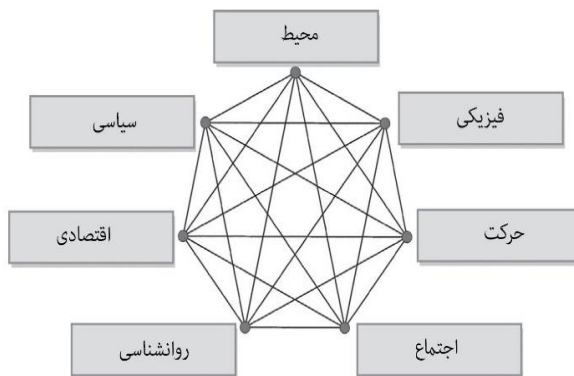 محیط
فیزیکی
سیاسی
حرکت
اقتصادی
اجتماع
روانشناسی